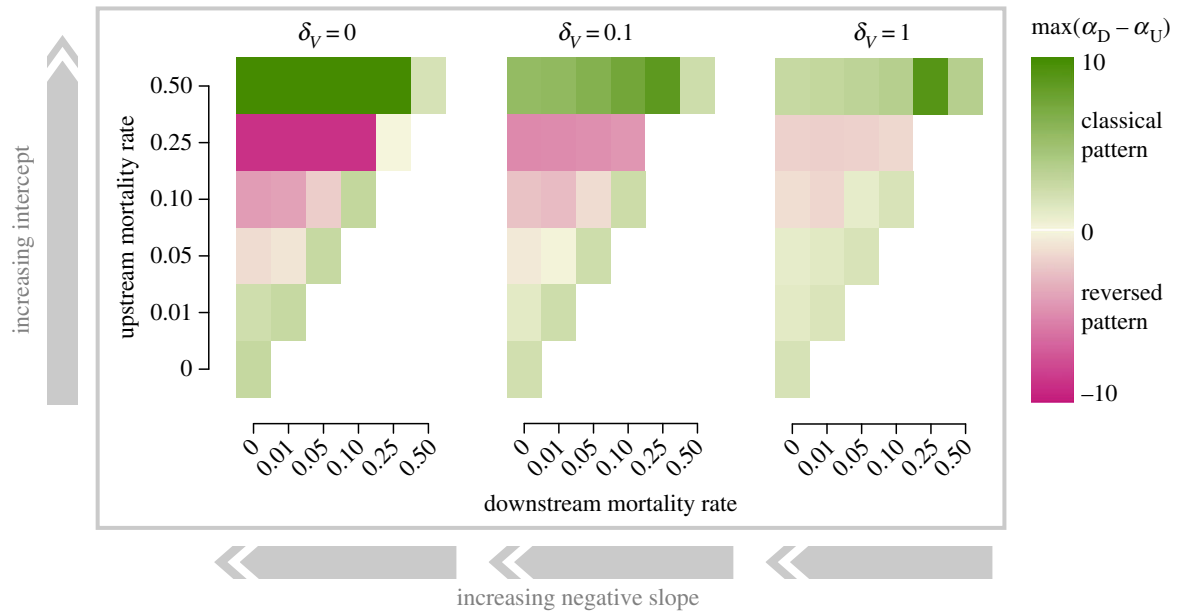 δV = 0
δV = 0.1
δV = 1
max(αD – αU)
10
classical
pattern
0
reversed
pattern
–10
increasing intercept
upstream mortality rate
0.50
0.25
0.10
0.05
0.01
0
0 0.01 0.05 0.10 0.25 0.50
0 0.01 0.05 0.10 0.25 0.50
0 0.01 0.05 0.10 0.25 0.50
downstream mortality rate
increasing negative slope